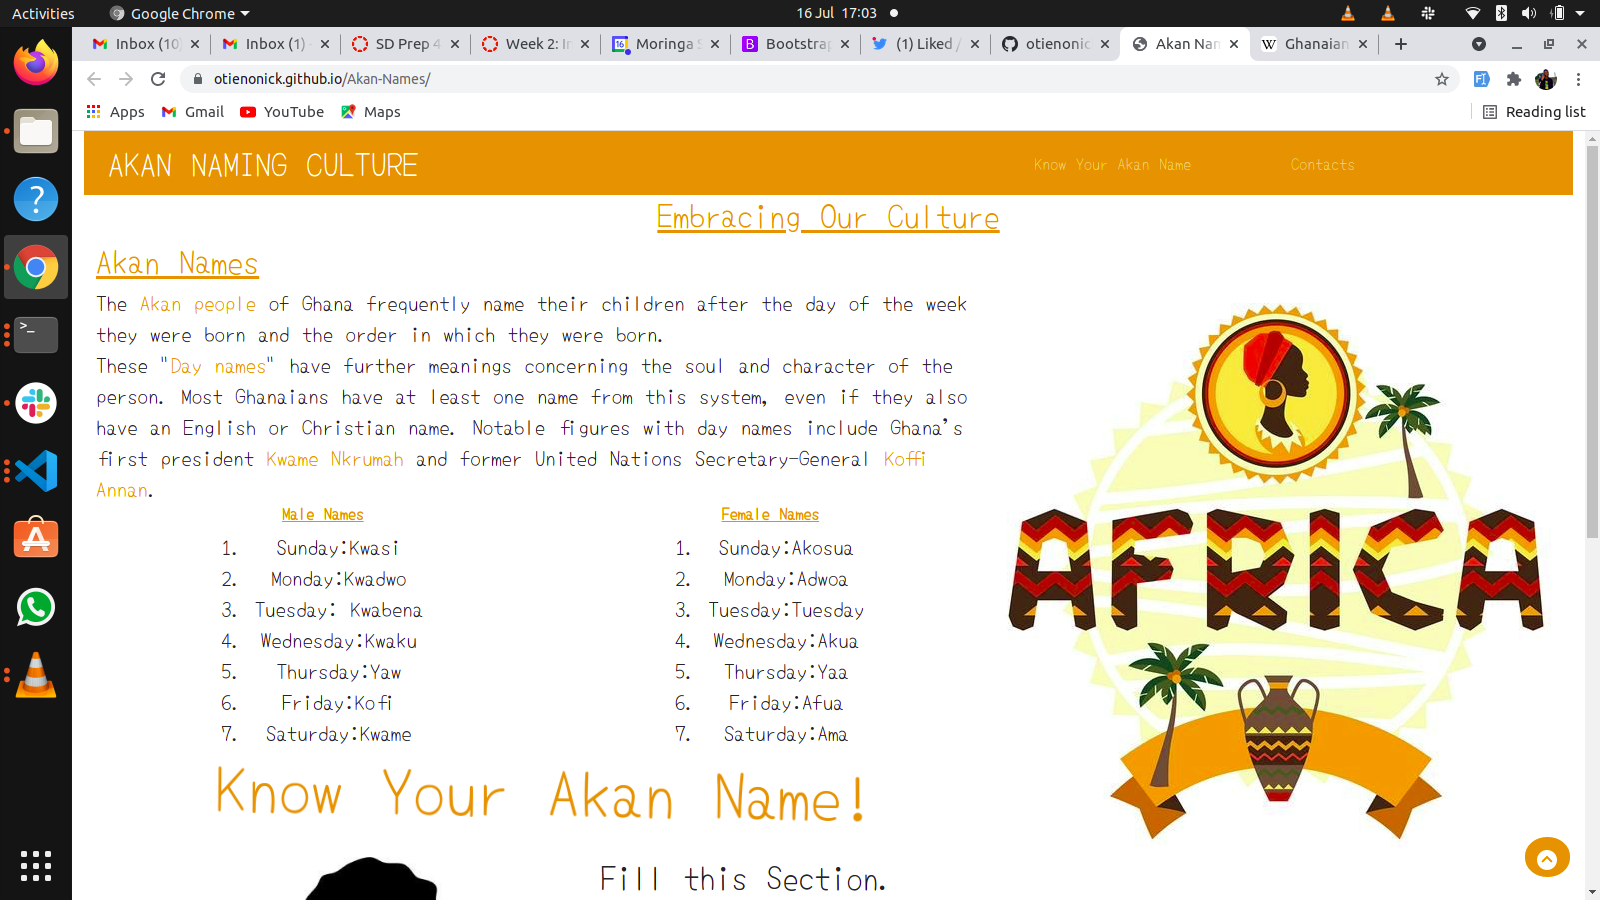 Activities
Google Chrome
16 Jul 17:03
Inbox (10)
Inbox (1) -
SD Prep 4
Week 2: In
Moringa S
Bootstrap
(1) Liked /
otienonic
Akan Nam
Ghanaian
otienonick.github.io/Akan-Names/
Apps
Gmail
YouTube
Maps
Reading list
AKAN NAMING CULTURE
Know Your Akan Name
Contacts
Embracing Our Culture
Akan Names
The Akan people of Ghana frequently name their children after the day of the week
they were born and the order in which they were born.
These "Day names" have further meanings concerning the soul and character of the
person. Most Ghanaians have at least one name from this system, even if they also
have an English or Christian name. Notable figures with day names include Ghana's
first president Kwame Nkrumah and former United Nations Secretary-General Koffi
Annan.
Male Names
1. Sunday:Kwasi
2. Monday:Kwadwo
3. Tuesday: Kwabena
4. Wednesday:Kwaku
5. Thursday:Yaw
6. Friday:Kofi
7. Saturday:Kwame
Female Names
1. Sunday:Akosua
2. Monday:Adwoa
3. Tuesday:Tuesday
4. Wednesday:Akua
5. Thursday:Yaa
6. Friday:Afua
7. Saturday:Ama
AFRICA
Know Your Akan Name!
Fill this Section.